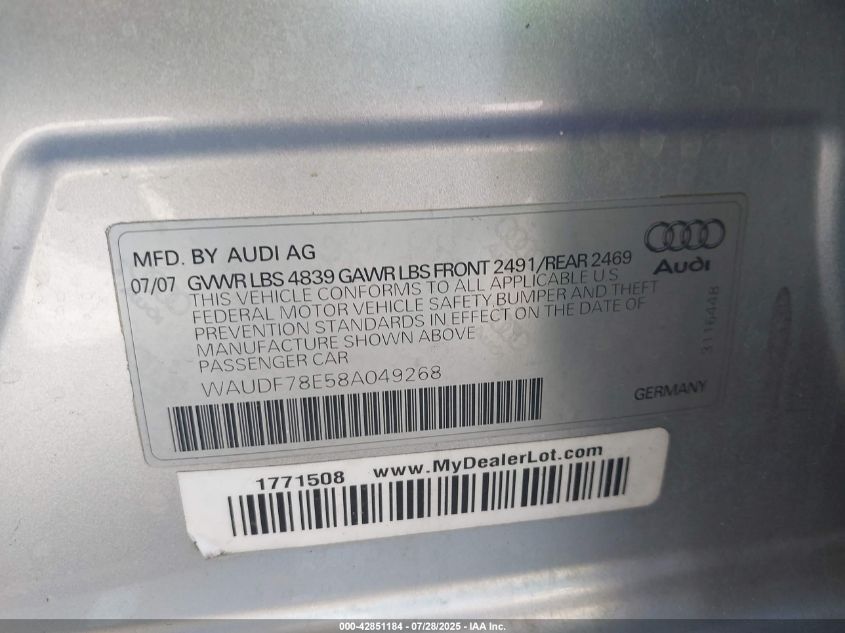 MFD. BY AUDI AG
07/07 GVWR LBS 4839 GAWR LBS FRONT 2491/REAR 2469
THIS VEHICLE CONFORMS TO ALL APPLICABLE U.S
FEDERAL MOTOR VEHICLE SAFETY,BUMPER AND THEFT
PREVENTION STANDARDS IN EFFECT ON THE DATE OF
MANUFACTURE SHOWN ABOVE
PASSENGER CAR
WAUDF78E58A049268
Audi
3116448
GERMANY
1771508 www.MyDealerLot.com
000-42851184 - 07/28/2025 - IAA Inc.